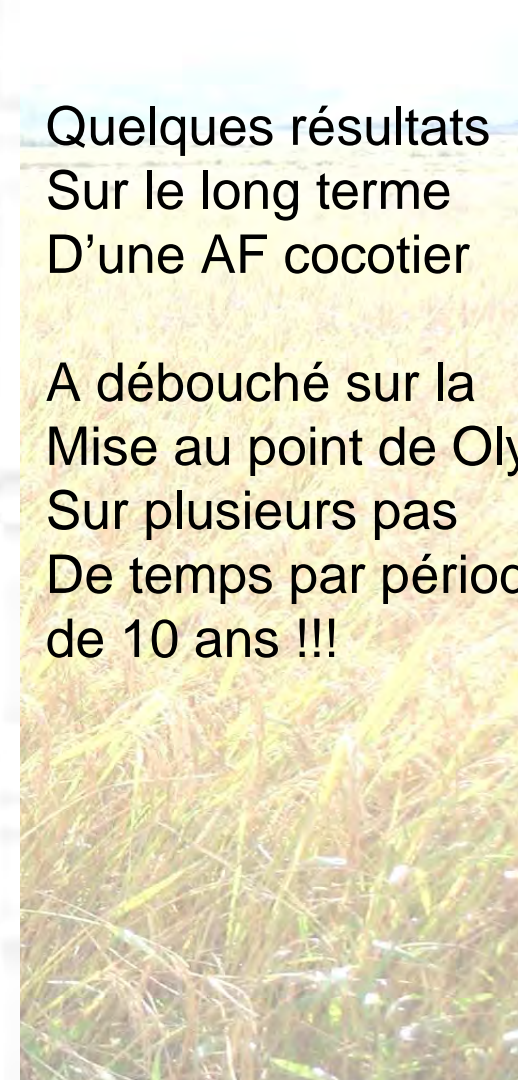 Quelques résultats
Sur le long terme
D’une AF cocotier
A débouché sur la
Mise au point de
Sur plusieurs pas
De temps par
de 10 ans !!!